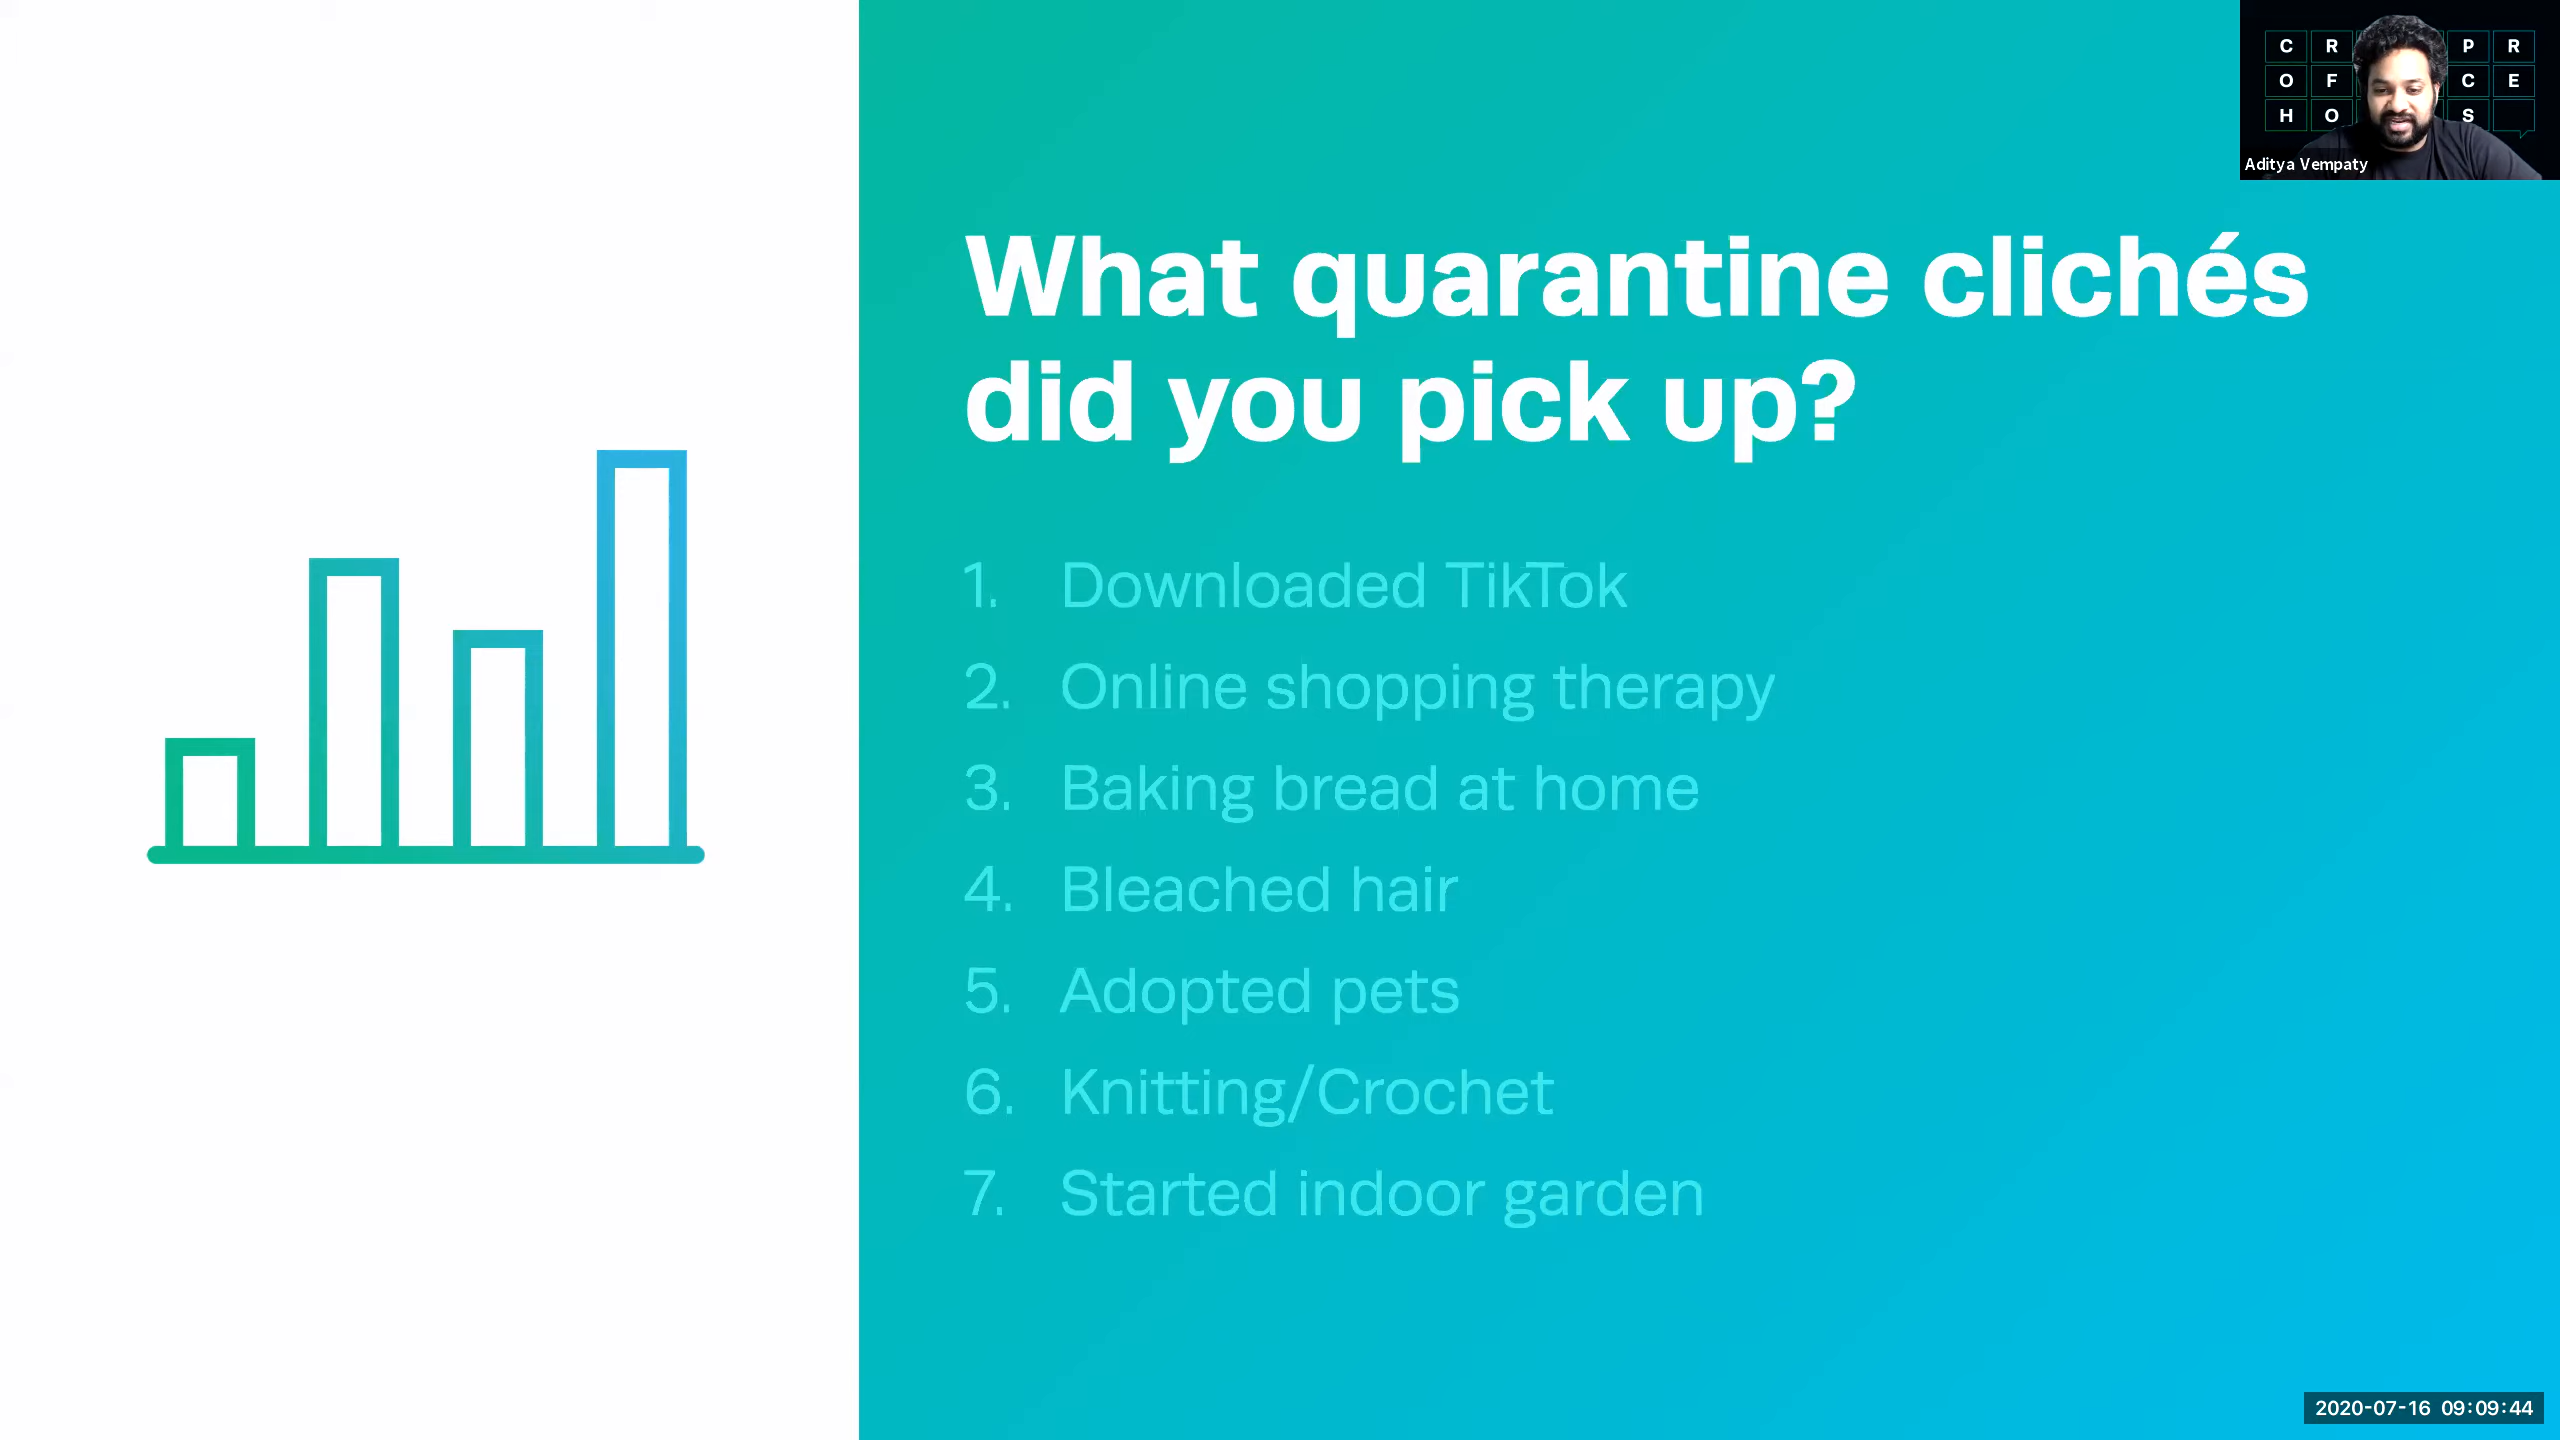 C R P R
O F C E
H O S
Aditya Vempaty
What quarantine clichés
did you pick up?
1. Downloaded TikTok
2. Online shopping therapy
3. Baking bread at home
4. Bleached hair
5. Adopted pets
6. Knitting/Crochet
7. Started indoor garden
2020-07-16 09:09:44